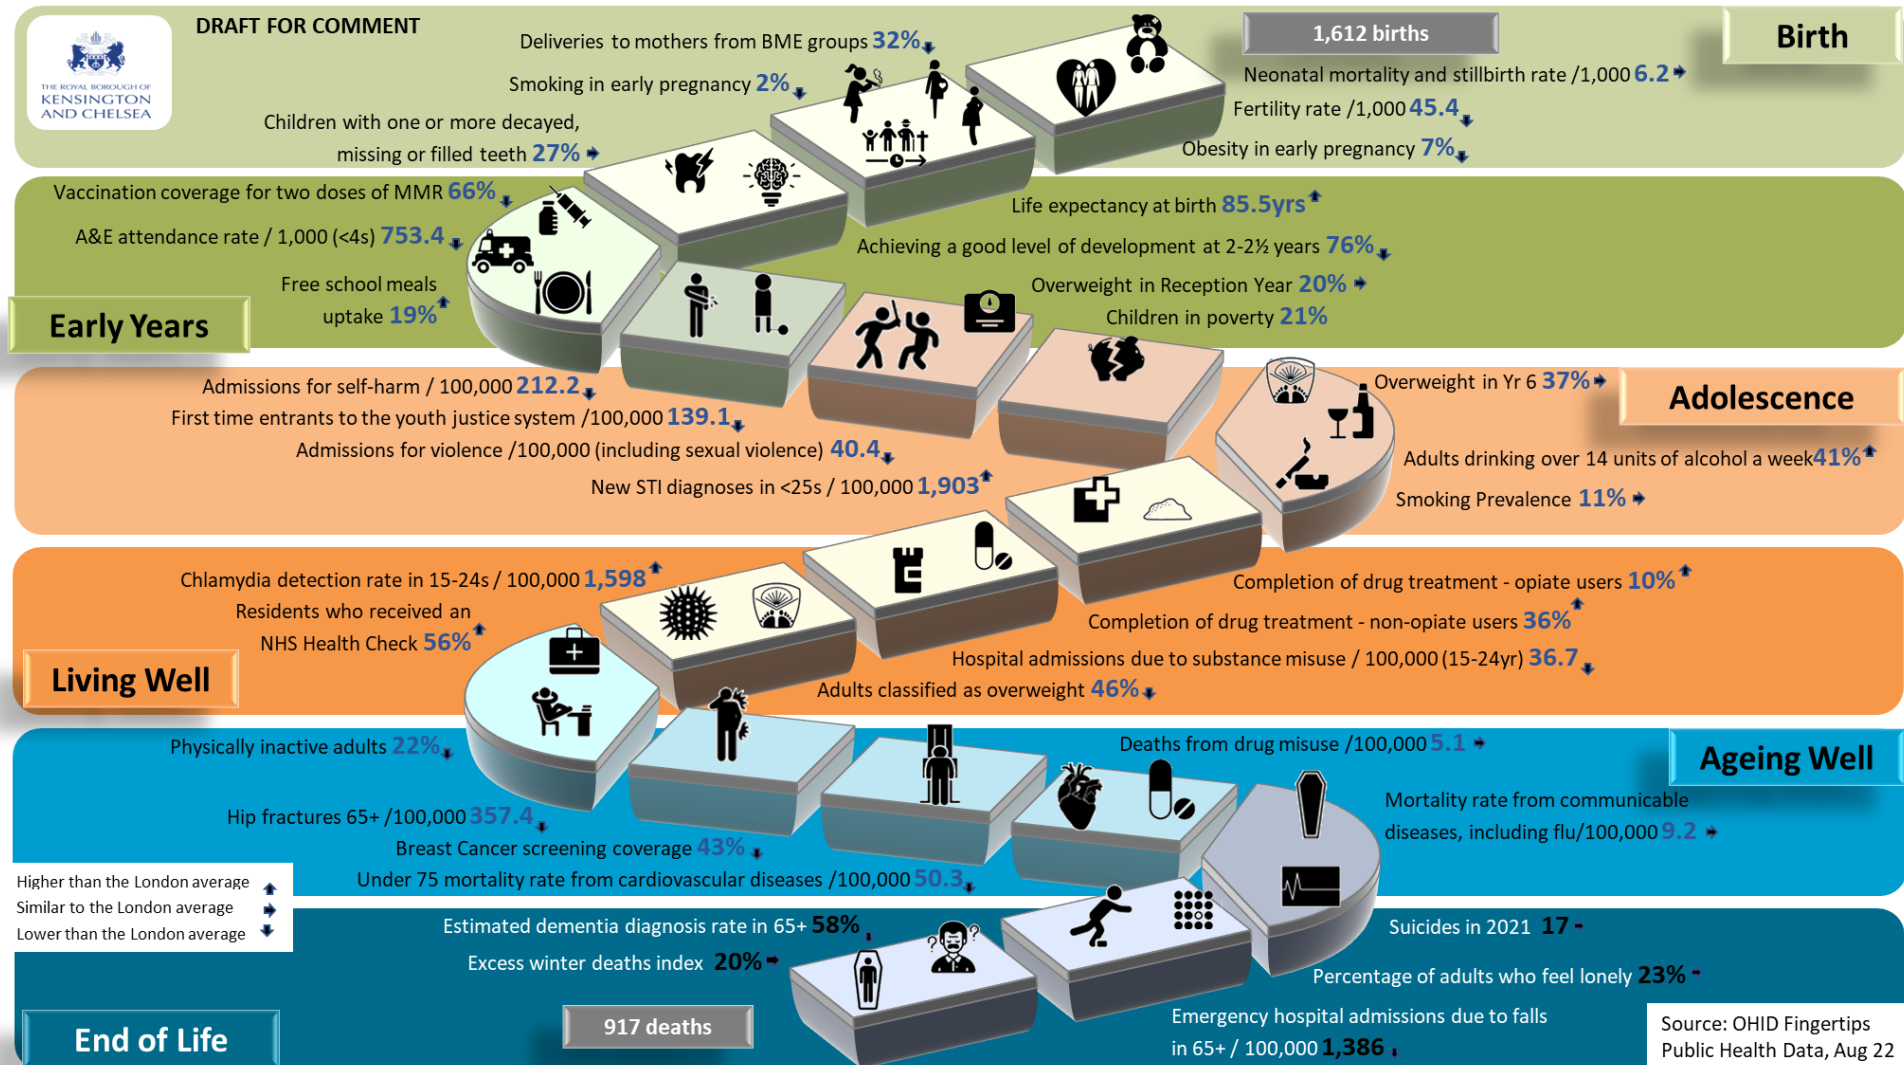 DRAFT FOR COMMENT
THE ROYAL BOROUGH OF
KENSINGTON
AND CHELSEA
1,612 births
Birth
Deliveries to mothers from BME groups 32%
Smoking in early pregnancy 2%
Children with one or more decayed,
missing or filled teeth 27%
Neonatal mortality and stillbirth rate /1,000 6.2
Fertility rate /1,000 45.4
Obesity in early pregnancy 7%
Vaccination coverage for two doses of MMR 66%
A&E attendance rate / 1,000 (<4s) 753.4
Free school meals
uptake 19%
Early Years
Life expectancy at birth 85.5yrs
Achieving a good level of development at 2-2½ years 76%
Overweight in Reception Year 20%
Children in poverty 21%
Admissions for self-harm / 100,000 212.2
First time entrants to the youth justice system /100,000 139.1
Admissions for violence /100,000 (including sexual violence) 40.4
New STI diagnoses in <25s / 100,000 1,903
Overweight in Yr 6 37%
Adolescence
Adults drinking over 14 units of alcohol a week 41%
Smoking Prevalence 11%
Chlamydia detection rate in 15-24s / 100,000 1,598
Residents who received an
NHS Health Check 56%
Living Well
Completion of drug treatment - opiate users 10%
Completion of drug treatment - non-opiate users 36%
Hospital admissions due to substance misuse / 100,000 (15-24yr) 36.7
Adults classified as overweight 46%
Physically inactive adults 22%
Hip fractures 65+ /100,000 357.4
Breast Cancer screening coverage 43%
Under 75 mortality rate from cardiovascular diseases /100,000 50.3
Deaths from drug misuse /100,000 5.1
Ageing Well
Mortality rate from communicable
diseases, including flu/100,000 9.2
Higher than the London average
Similar to the London average
Lower than the London average
Estimated dementia diagnosis rate in 65+ 58%
Excess winter deaths index 20%
917 deaths
End of Life
Suicides in 2021 17
Percentage of adults who feel lonely 23%
Emergency hospital admissions due to falls
in 65+ / 100,000 1,386
Source: OHID Fingertips
Public Health Data, Aug 22